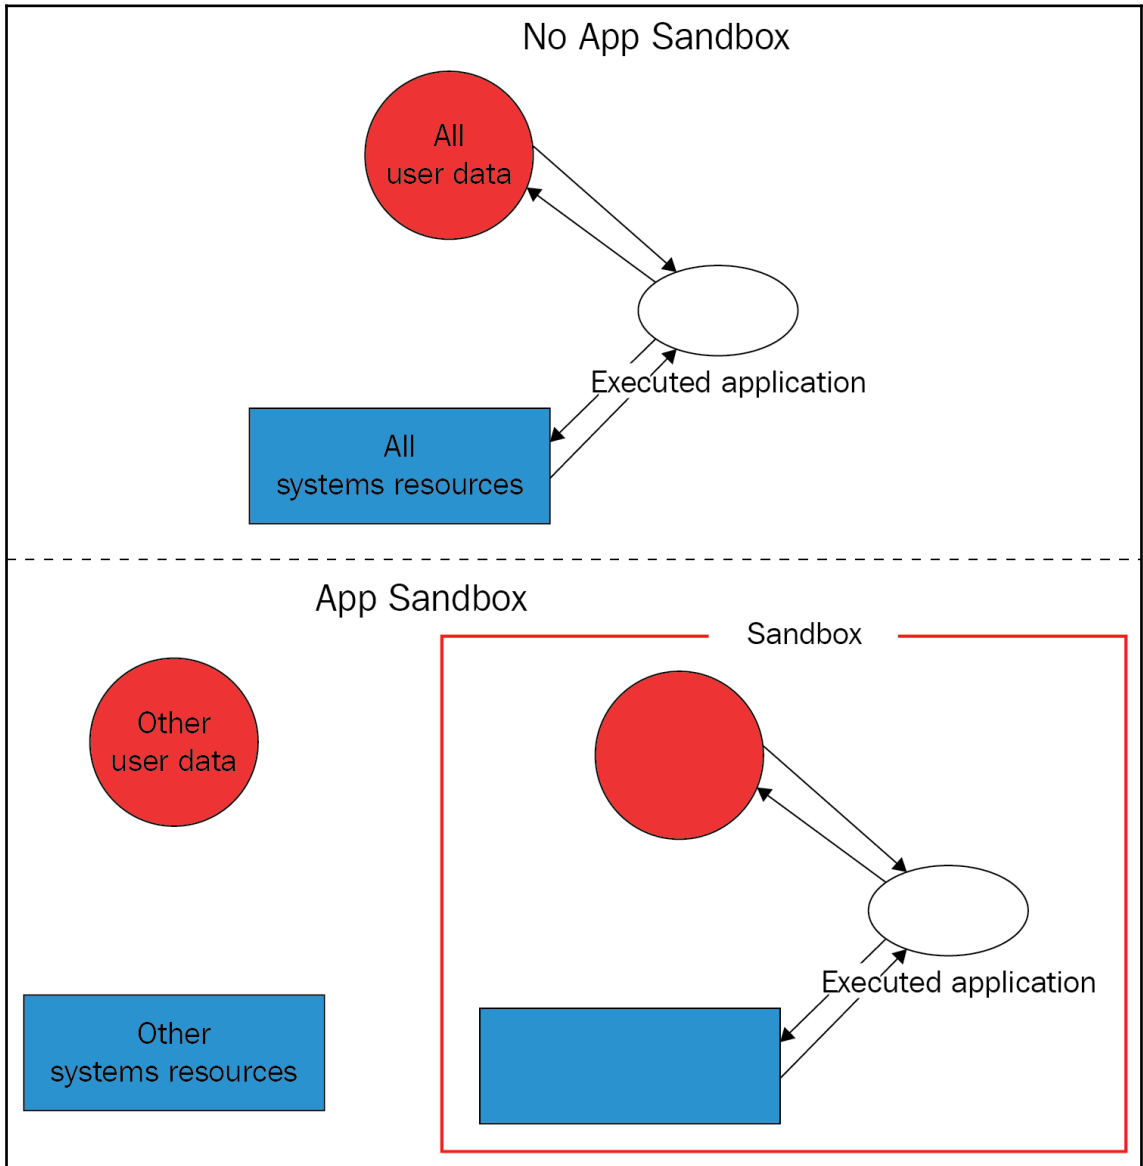 No App Sandbox
All
user data
Executed application
All
systems resources
App Sandbox
Sandbox
Other
user data
Executed application
Other
systems resources